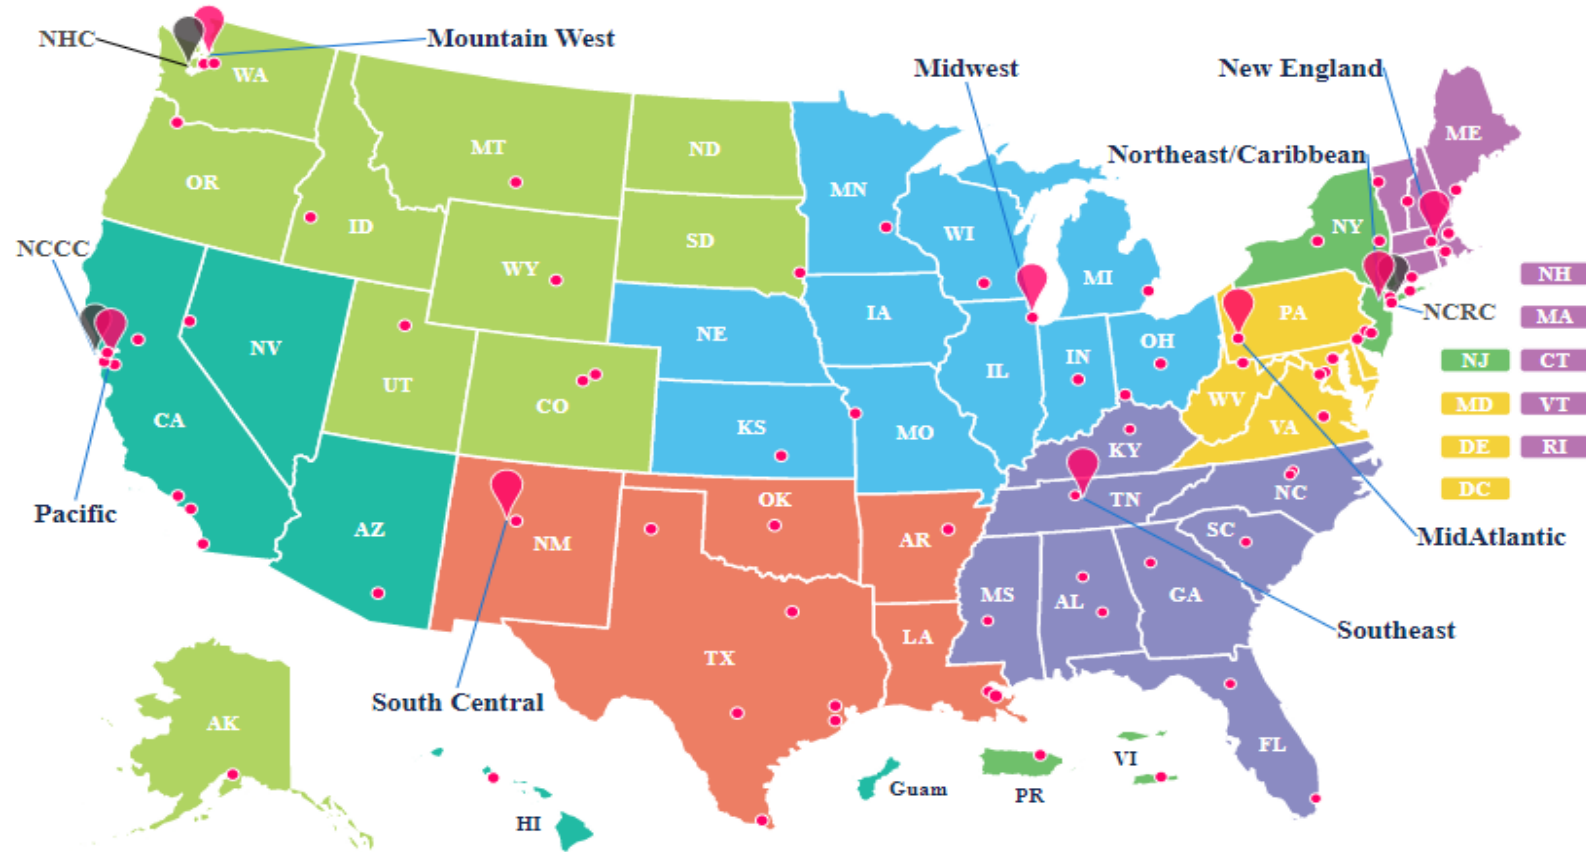 NHC
Mountain West
Midwest
New England
WA
ME
MT
ND
Northeast/Caribbean
OR
MN
ID
SD
WI
NY
NCCC
WY
MI
NH
NV
NE
IA
PA
NCRC
MA
OH
IN
IL
NJ
CT
UT
CO
WV
MD
VT
CA
KS
MO
VA
KY
DE
RI
Pacific
OK
TN
NC
DC
AZ
NM
AR
SC
MidAtlantic
MS
AL
GA
LA
Southeast
TX
South Central
AK
FL
VI
Guam
PR
HI